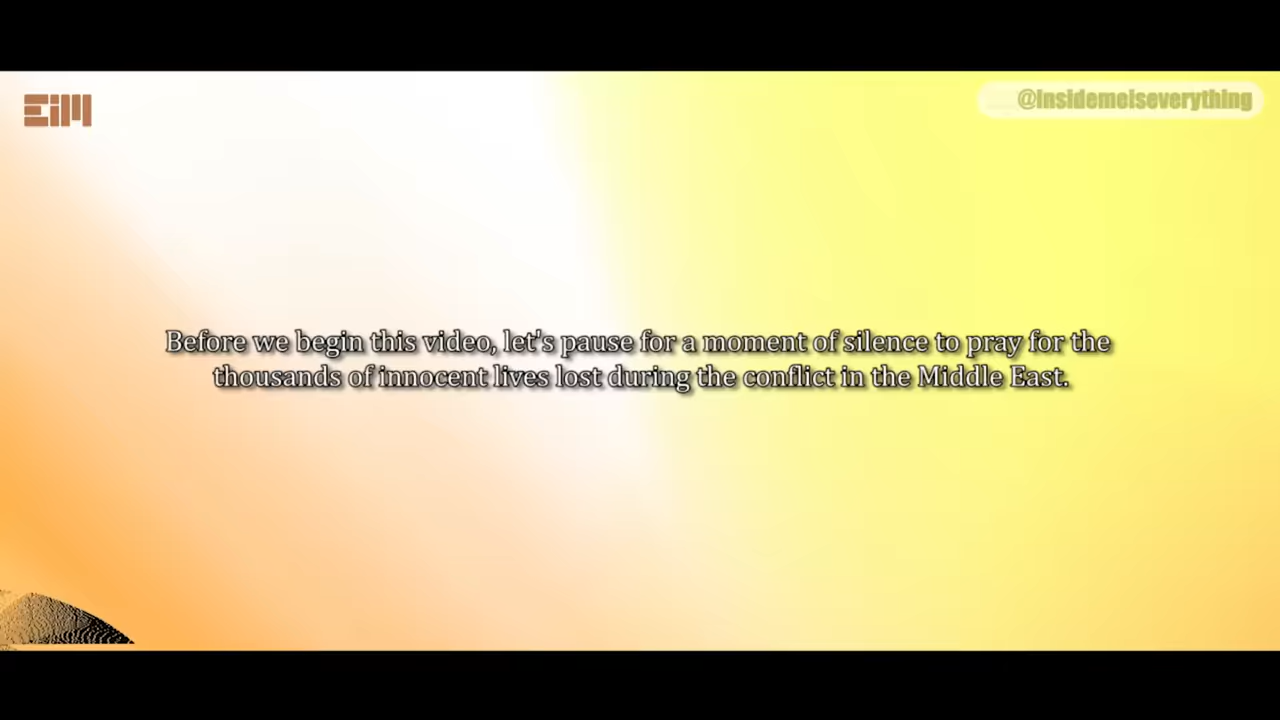 EiM
@Insidemeiseverything
Before we begin this video, let's pause for a moment of silence to pray for the
thousands of innocent lives lost during the conflict in the Middle East.